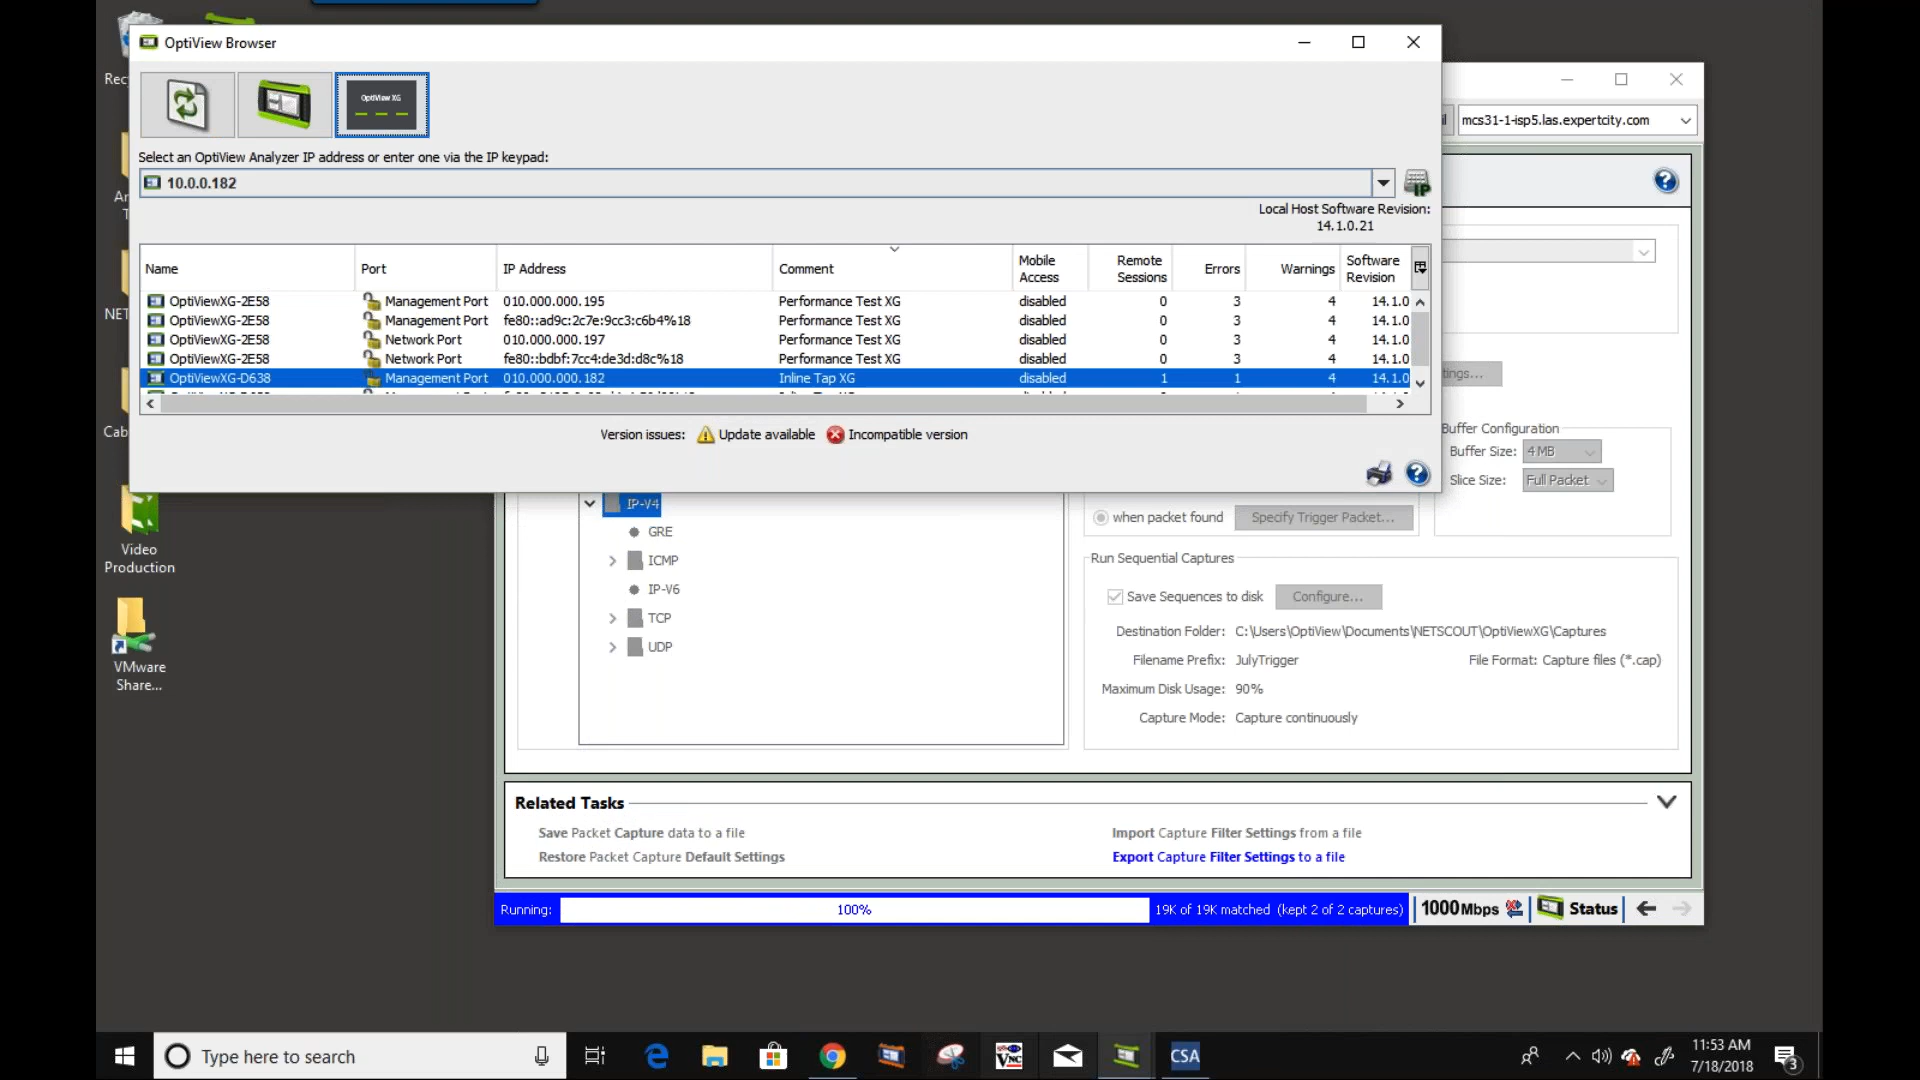 OptiView Browser
OptiView XG
Select an OptiView Analyzer IP address or enter one via the IP keypad:
10.0.0.182
IP
Local Host Software Revision:
14.1.0.21
Name Port IP Address Comment Mobile Access Remote Sessions Errors Warnings Software Revision
OptiViewXG-2E58 Management Port 010.000.000.195 Performance Test XG disabled 0 3 4 14.1.0
OptiViewXG-2E58 Management Port fe80::ad9c:2c7e:9cc3:c6b4%18 Performance Test XG disabled 0 3 4 14.1.0
OptiViewXG-2E58 Network Port 010.000.000.197 Performance Test XG disabled 0 3 4 14.1.0
OptiViewXG-2E58 Network Port fe80::bdbf:7cc4:de3d:d8c%18 Performance Test XG disabled 0 3 4 14.1.0
OptiViewXG-D638 Management Port 010.000.000.182 Inline Tap XG disabled 1 1 4 14.1.0
Version issues: Update available Incompatible version
mcs31-1-isp5.las.expertcity.com
tings...
Buffer Configuration
Buffer Size: 4 MB
Slice Size: Full Packet
when packet found Specify Trigger Packet...
IP-V4
GRE
ICMP
IP-V6
TCP
UDP
Run Sequential Captures
Save Sequences to disk Configure...
Destination Folder: C:\Users\OptiView\Documents\NETSCOUT\OptiViewXG\Captures
Filename Prefix: JulyTrigger File Format: Capture files (*.cap)
Maximum Disk Usage: 90%
Capture Mode: Capture continuously
Related Tasks
Save Packet Capture data to a file Import Capture Filter Settings from a file
Restore Packet Capture Default Settings Export Capture Filter Settings to a file
Running: 100% 19K of 19K matched (kept 2 of 2 captures) 1000Mbps Status
Rec
NET
Cab
Video
Production
VMware
Share...
Type here to search
VNC
CSA
11:53 AM
7/18/2018
3